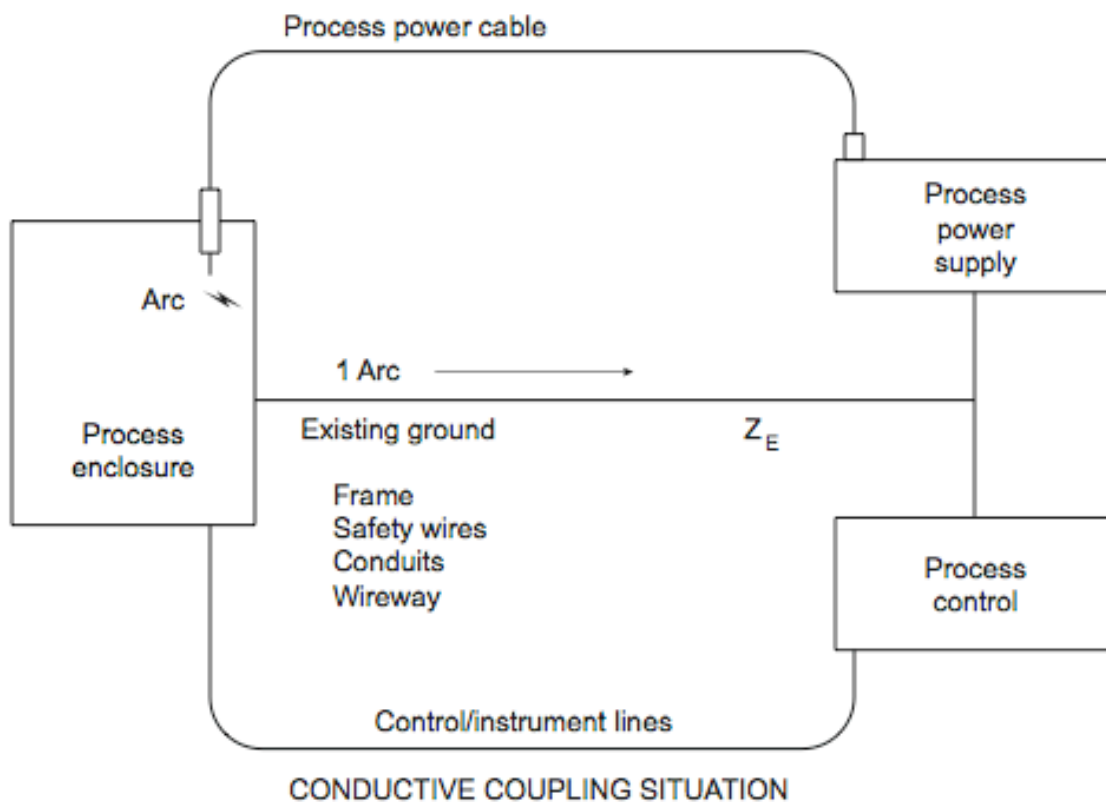 Process power cable
Process
power
supply
Arc
1 Arc
Existing ground
Z E
Process
enclosure
Frame
Safety wires
Conduits
Wireway
Process
control
Control/instrument lines
CONDUCTIVE COUPLING SITUATION